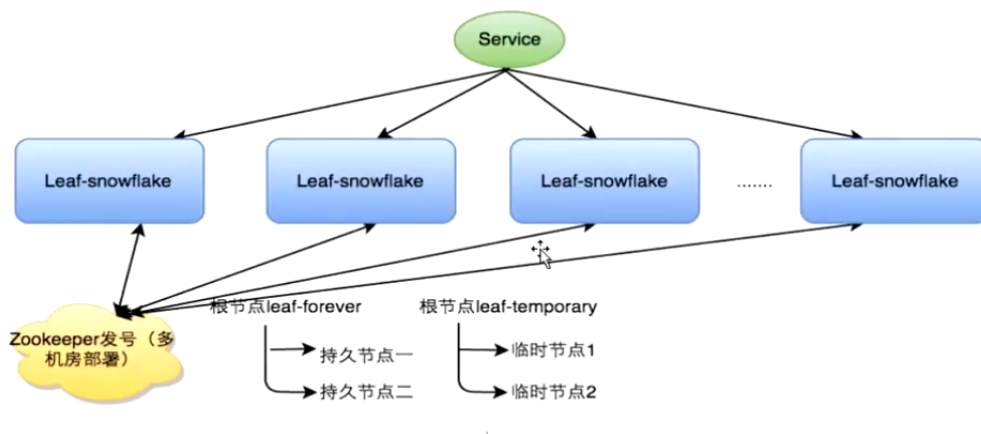 Service
Leaf-snowflake
Leaf-snowflake
Leaf-snowflake
.......
Leaf-snowflake
Zookeeper发号（多
机房部署）
根节点leaf-forever
持久节点一
持久节点二
根节点leaf-temporary
临时节点1
临时节点2